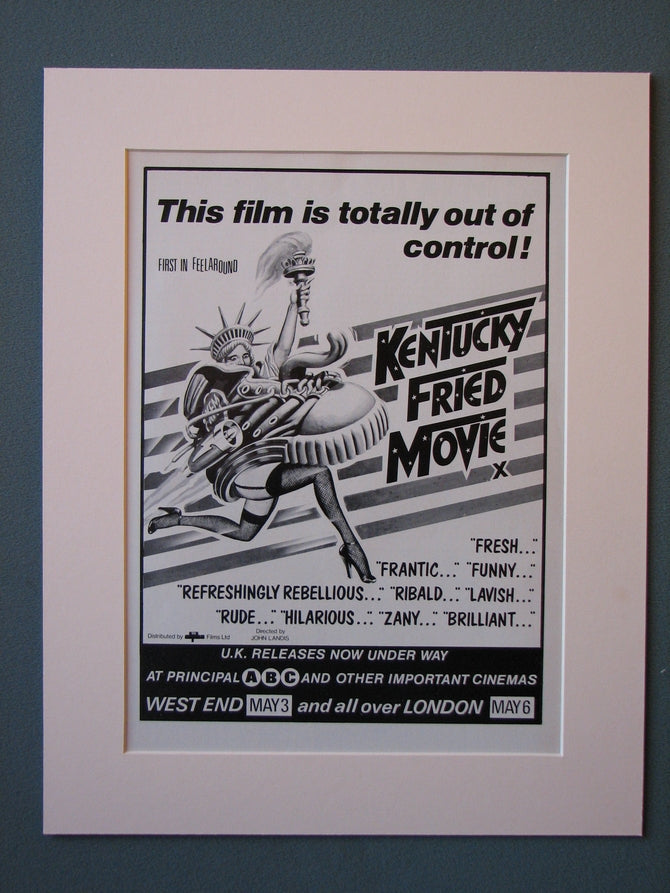 This film is totally out of
control!
FIRST IN FEELAROUND
KENTUCKY
FRIED
MOVIE
X
"FRESH..."
"FRANTIC..." "FUNNY..."
"REFRESHINGLY REBELLIOUS..." "RIBALD..." "LAVISH..."
"RUDE..." "HILARIOUS..." "ZANY..." "BRILLIANT..."
Distributed by Films Ltd
Directed by
JOHN LANDIS
U.K. RELEASES NOW UNDER WAY
AT PRINCIPAL ABC AND OTHER IMPORTANT CINEMAS
WEST END MAY 3 and all over LONDON MAY 6